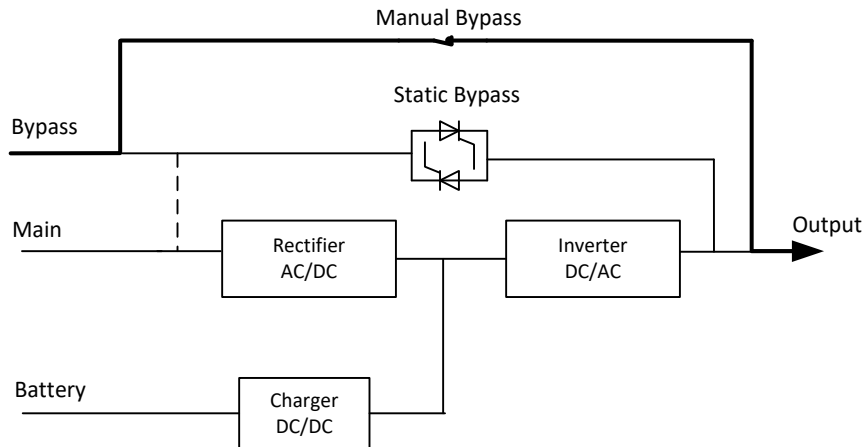 Manual Bypass
Static Bypass
Bypass
Main
Rectifier
AC/DC
Inverter
DC/AC
Output
Battery
Charger
DC/DC